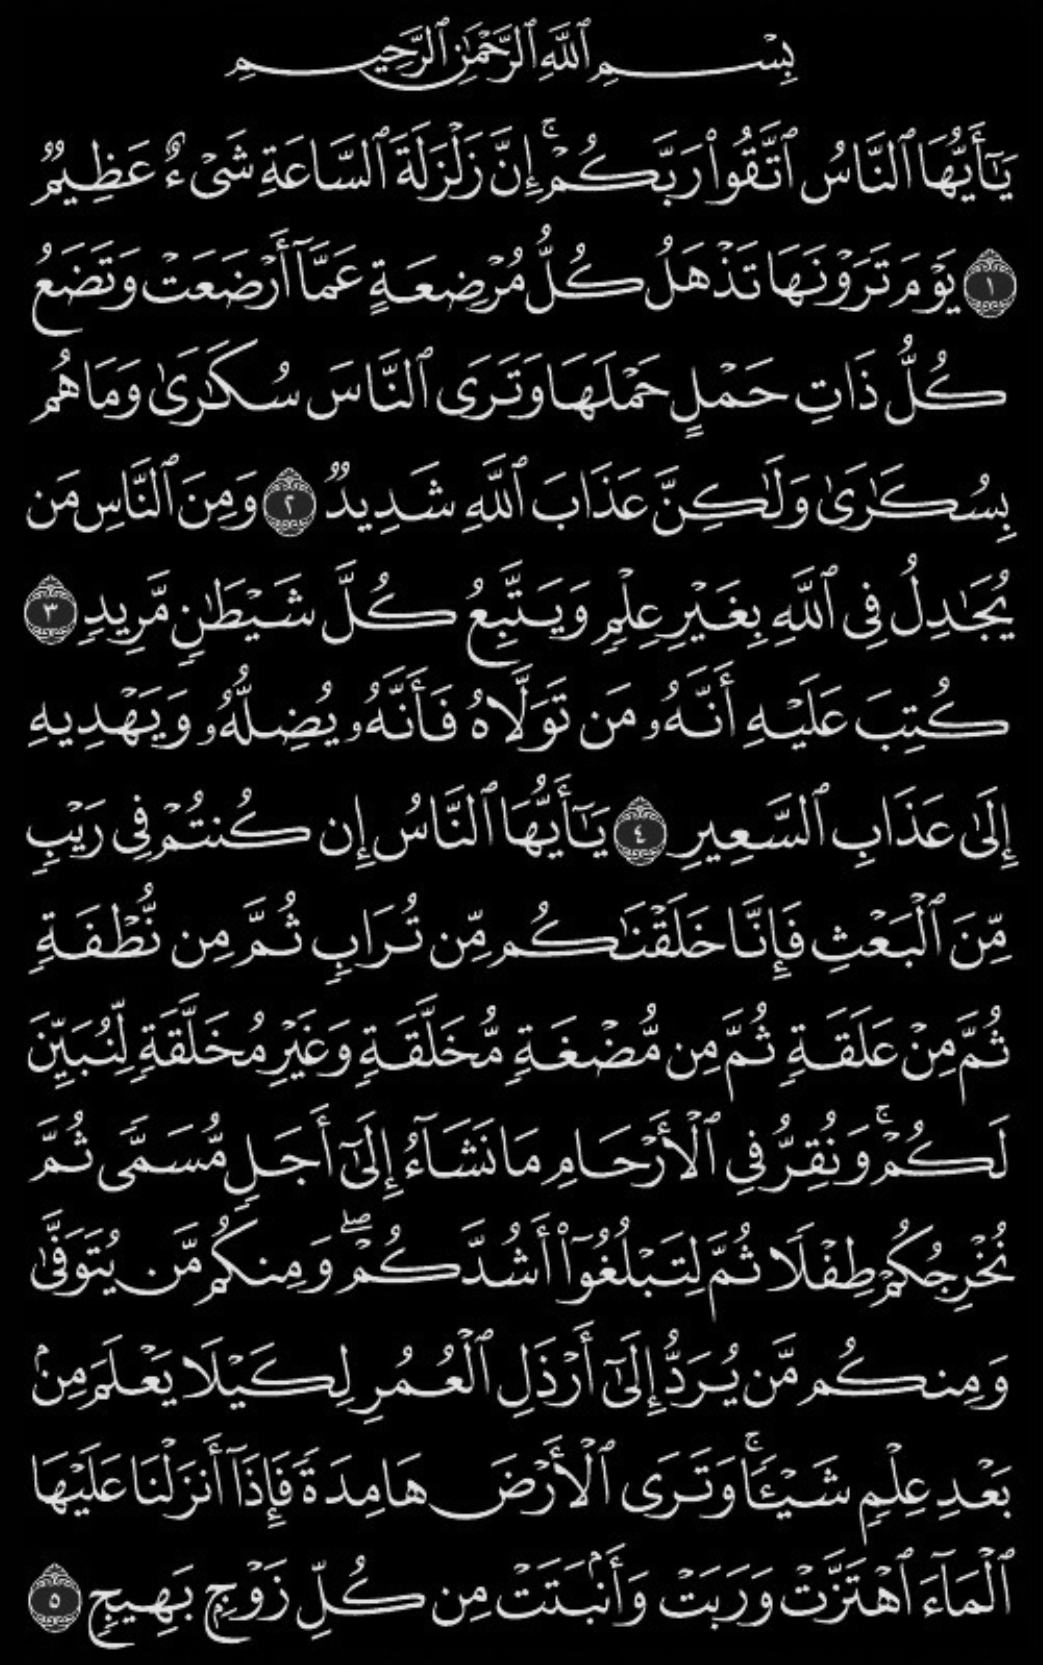 بِسْمِ ٱللَّهِ ٱلرَّحْمَٰنِ ٱلرَّحِيمِ
يَٰٓأَيُّهَا ٱلنَّاسُ ٱتَّقُوا۟ رَبَّكُمْ ۚ إِنَّ زَلْزَلَةَ ٱلسَّاعَةِ شَىْءٌ عَظِيمٌ
١ يَوْمَ تَرَوْنَهَا تَذْهَلُ كُلُّ مُرْضِعَةٍ عَمَّآ أَرْضَعَتْ وَتَضَعُ
كُلُّ ذَاتِ حَمْلٍ حَمْلَهَا وَتَرَى ٱلنَّاسَ سُكَٰرَىٰ وَمَا هُم
بِسُكَٰرَىٰ وَلَٰكِنَّ عَذَابَ ٱللَّهِ شَدِيدٌ ٢ وَمِنَ ٱلنَّاسِ مَن
يُجَٰدِلُ فِى ٱللَّهِ بِغَيْرِ عِلْمٍ وَيَتَّبِعُ كُلَّ شَيْطَٰنٍ مَّرِيدٍ ٣
كُتِبَ عَلَيْهِ أَنَّهُۥ مَن تَوَلَّاهُ فَأَنَّهُۥ يُضِلُّهُۥ وَيَهْدِيهِ
إِلَىٰ عَذَابِ ٱلسَّعِيرِ ٤ يَٰٓأَيُّهَا ٱلنَّاسُ إِن كُنتُمْ فِى رَيْبٍ
مِّنَ ٱلْبَعْثِ فَإِنَّا خَلَقْنَٰكُم مِّن تُرَابٍ ثُمَّ مِن نُّطْفَةٍ
ثُمَّ مِنْ عَلَقَةٍ ثُمَّ مِن مُّضْغَةٍ مُّخَلَّقَةٍ وَغَيْرِ مُخَلَّقَةٍ لِّنُبَيِّنَ
لَكُمْ ۚ وَنُقِرُّ فِى ٱلْأَرْحَامِ مَا نَشَآءُ إِلَىٰٓ أَجَلٍ مُّسَمًّى ثُمَّ
نُخْرِجُكُمْ طِفْلًا ثُمَّ لِتَبْلُغُوٓا۟ أَشُدَّكُمْ ۖ وَمِنكُم مَّن يُتَوَفَّىٰ
وَمِنكُم مَّن يُرَدُّ إِلَىٰٓ أَرْذَلِ ٱلْعُمُرِ لِكَيْلَا يَعْلَمَ مِنۢ
بَعْدِ عِلْمٍ شَيْـًٔا ۚ وَتَرَى ٱلْأَرْضَ هَامِدَةً فَإِذَآ أَنزَلْنَا عَلَيْهَا
ٱلْمَآءَ ٱهْتَزَّتْ وَرَبَتْ وَأَنۢبَتَتْ مِن كُلِّ زَوْجٍۭ بَهِيجٍ ٥